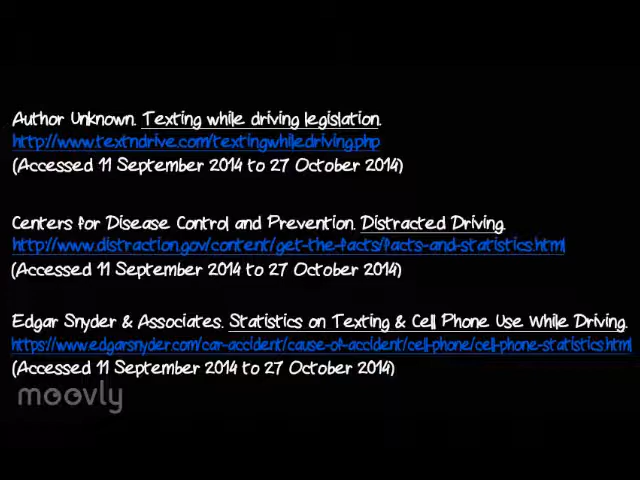 Author Unknown. Texting while driving legislation.
http://www.textndrive.com/textingwhiledriving.php
(Accessed 11 September 2014 to 27 October 2014)
Centers for Disease Control and Prevention. Distracted Driving.
http://www.distraction.gov/content/get-the-facts/facts-and-statistics.html
(Accessed 11 September 2014 to 27 October 2014)
Edgar Snyder & Associates. Statistics on Texting & Cell Phone Use While Driving.
https://www.edgarsnyder.com/car-accident/cause-of-accident/cell-phone/cell-phone-statistics.html
(Accessed 11 September 2014 to 27 October 2014)
moovly